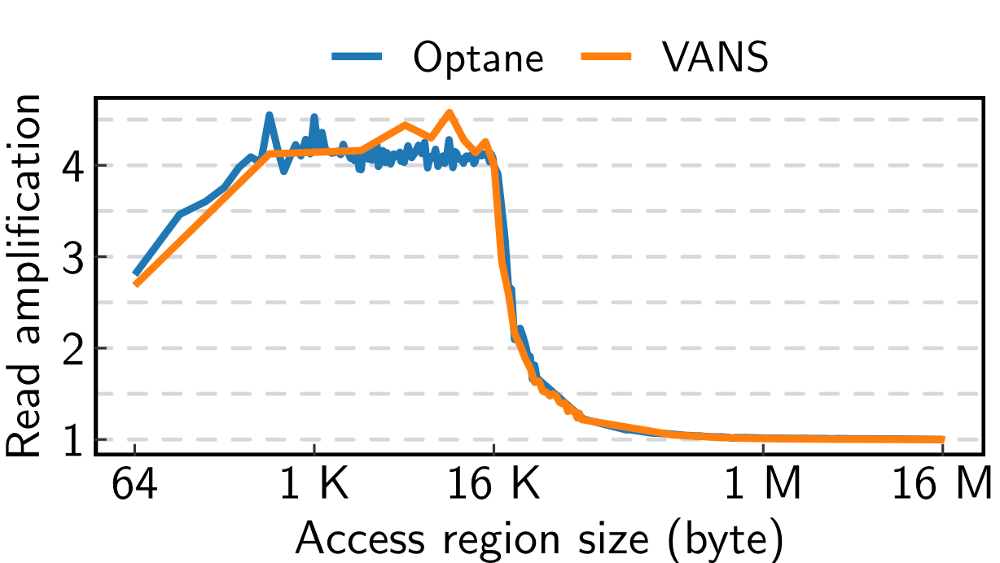 Optane VANS
Read amplification
4
3
2
1
64 1 K 16 K 1 M 16 M
Access region size (byte)